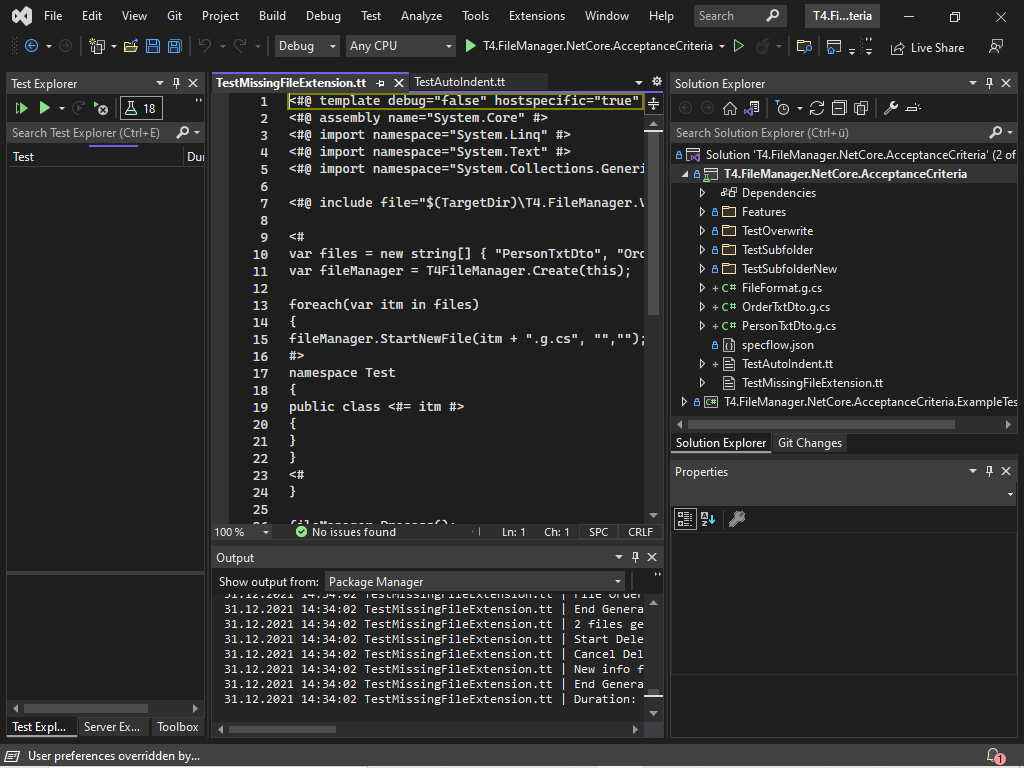 File Edit View Git Project Build Debug Test Analyze Tools Extensions Window Help Search T4.Fi...teria
Debug Any CPU T4.FileManager.NetCore.AcceptanceCriteria Live Share
Test Explorer
18
Search Test Explorer (Ctrl+E)
Test Dur
Test Expl... Server Ex... Toolbox
TestMissingFileExtension.tt TestAutoIndent.tt
1 <#@ template debug="false" hostspecific="true"
2 <#@ assembly name="System.Core" #>
3 <#@ import namespace="System.Linq" #>
4 <#@ import namespace="System.Text" #>
5 <#@ import namespace="System.Collections.Generi
6
7 <#@ include file="$(TargetDir)\T4.FileManager.V
8
9 <#
10 var files = new string[] { "PersonTxtDto", "Ord
11 var fileManager = T4FileManager.Create(this);
12
13 foreach(var itm in files)
14 {
15 fileManager.StartNewFile(itm + ".g.cs", "","");
16 #>
17 namespace Test
18 {
19 public class <#= itm #>
20 {
21 }
22 }
23 <#
24 }
25
26 fileManager.Process();
100 % No issues found Ln: 1 Ch: 1 SPC CRLF
Output
Show output from: Package Manager
31.12.2021 14:34:02 TestMissingFileExtension.tt | File Order
31.12.2021 14:34:02 TestMissingFileExtension.tt | End Genera
31.12.2021 14:34:02 TestMissingFileExtension.tt | 2 files ge
31.12.2021 14:34:02 TestMissingFileExtension.tt | Start Dele
31.12.2021 14:34:02 TestMissingFileExtension.tt | Cancel Del
31.12.2021 14:34:02 TestMissingFileExtension.tt | New info f
31.12.2021 14:34:02 TestMissingFileExtension.tt | End Genera
31.12.2021 14:34:02 TestMissingFileExtension.tt | Duration:
Solution Explorer
Search Solution Explorer (Ctrl+ü)
Solution 'T4.FileManager.NetCore.AcceptanceCriteria' (2 of
T4.FileManager.NetCore.AcceptanceCriteria
Dependencies
Features
TestOverwrite
TestSubfolder
TestSubfolderNew
C# FileFormat.g.cs
C# OrderTxtDto.g.cs
C# PersonTxtDto.g.cs
specflow.json
TestAutoIndent.tt
TestMissingFileExtension.tt
C# T4.FileManager.NetCore.AcceptanceCriteria.ExampleTes
Solution Explorer Git Changes
Properties
User preferences overridden by... 1